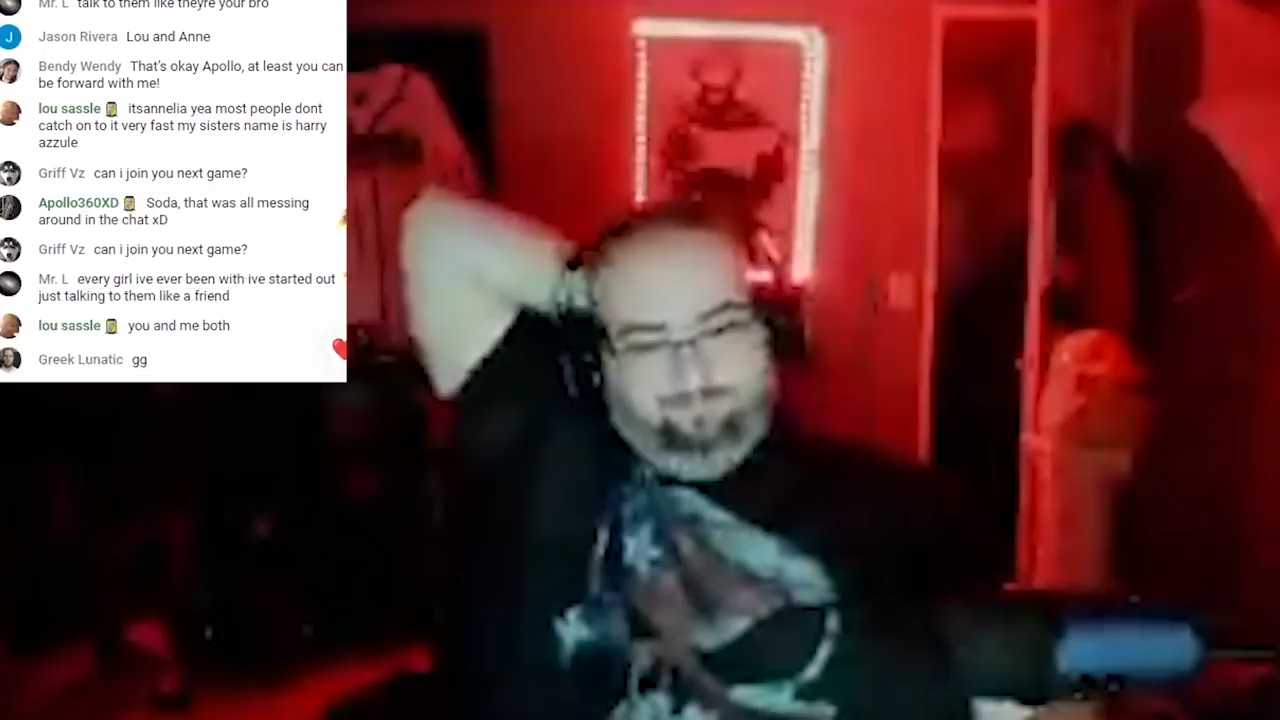 Mr. L talk to them like theyre your bro
J Jason Rivera Lou and Anne
Bendy Wendy That's okay Apollo, at least you can
be forward with me!
lou sassle itsannelia yea most people dont
catch on to it very fast my sisters name is harry
azzule
Griff Vz can i join you next game?
Apollo360XD Soda, that was all messing
around in the chat xD
Griff Vz can i join you next game?
Mr. L every girl ive ever been with ive started out
just talking to them like a friend
lou sassle you and me both
Greek Lunatic gg